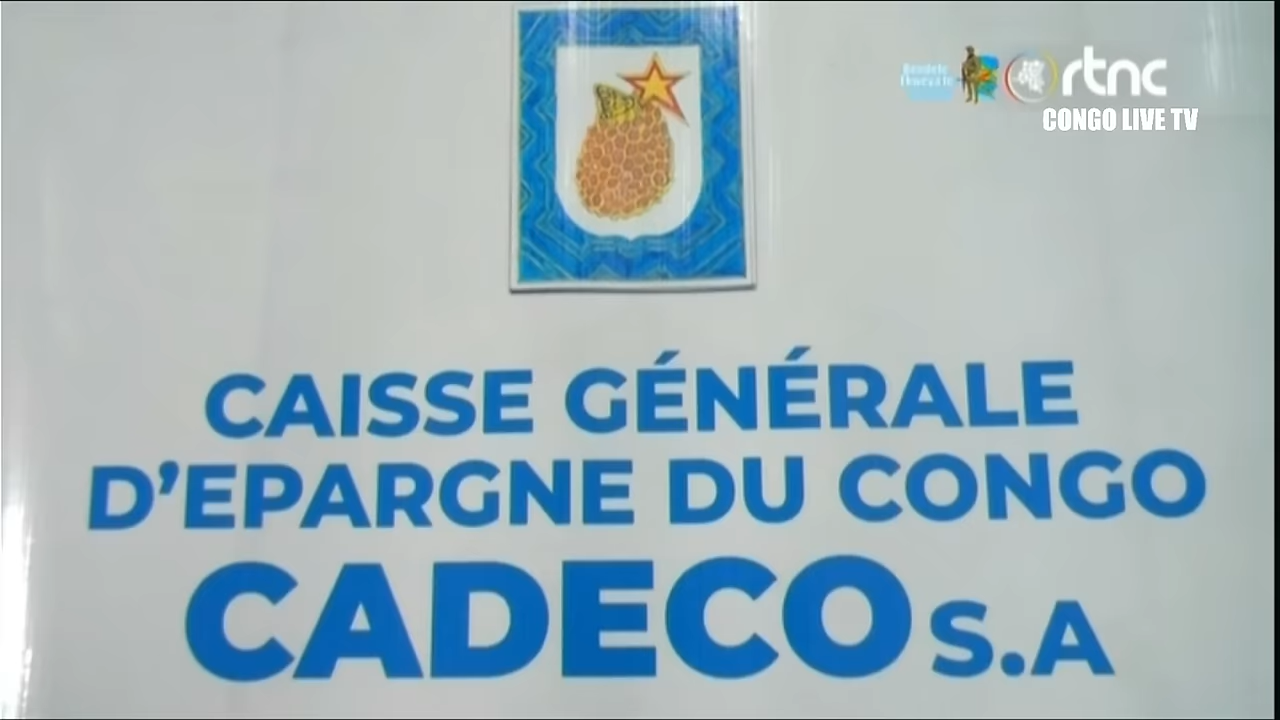 rtnc
CONGO LIVE TV
CAISSE GÉNÉRALE
D'EPARGNE DU CONGO
CADECO S.A